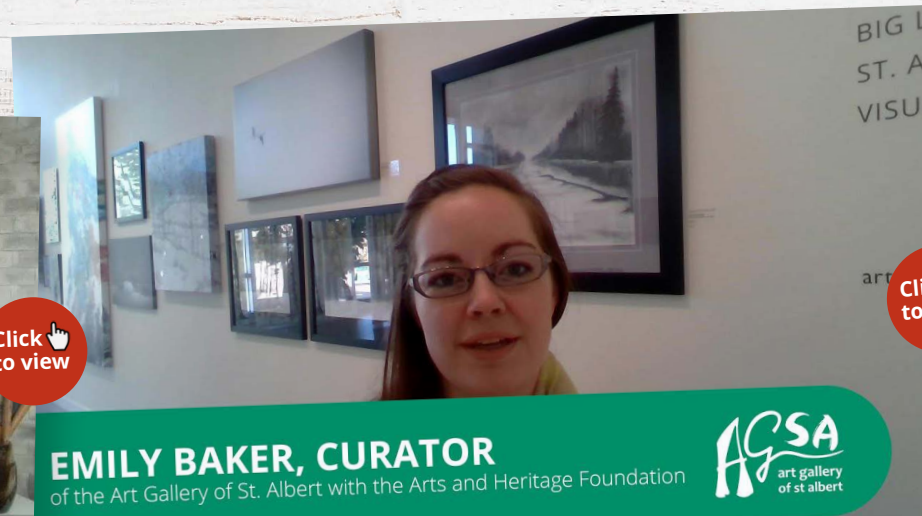 BIG L
ST. A
VISU
art
Click
to view
Cli
to
EMILY BAKER, CURATOR
of the Art Gallery of St. Albert with the Arts and Heritage Foundation
AGSA
art gallery
of st albert